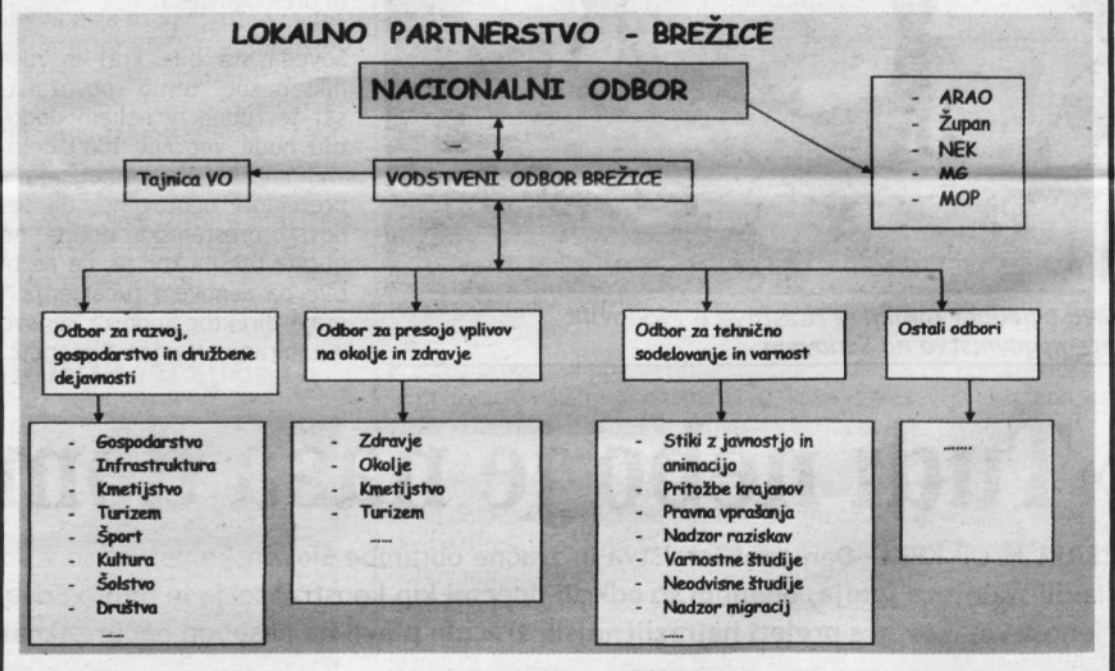 LOKALNO PARTNERSTVO - BREŽICE
NACIONALNI ODBOR
- ARAO
- Župan
- NEK
- MG
- MOP
Tajnica VO
VODSTVENI ODBOR BREŽICE
Odbor za razvoj,
gospodarstvo in družbene
dejavnosti
Odbor za presojo vplivov
na okolje in zdravje
Odbor za tehnično
sodelovanje in varnost
Ostali odbori
- Gospodarstvo
- Infrastruktura
- Kmetijstvo
- Turizem
- Šport
- Kultura
- Šolstvo
- Društva
- .....
- Zdravje
- Okolje
- Kmetijstvo
- Turizem
......
- Stiki z javnostjo in
animacijo
- Pritožbe krajanov
- Pravna vprašanja
- Nadzor raziskav
- Varnostne študije
- Neodvisne študije
- Nadzor migracij
- ....
.......